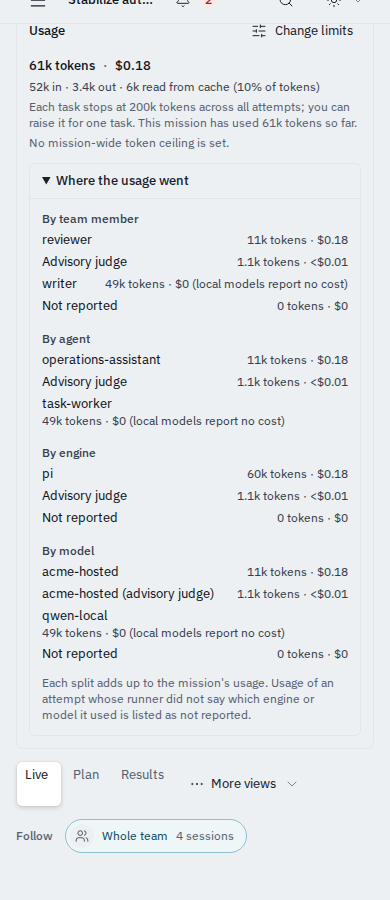 Stabilize aut...
2
Usage
Change limits
61k tokens · $0.18
52k in · 3.4k out · 6k read from cache (10% of tokens)
Each task stops at 200k tokens across all attempts; you can
raise it for one task. This mission has used 61k tokens so far.
No mission-wide token ceiling is set.
Where the usage went
By team member
reviewer 11k tokens · $0.18
Advisory judge 1.1k tokens · <$0.01
writer 49k tokens · $0 (local models report no cost)
Not reported 0 tokens · $0
By agent
operations-assistant 11k tokens · $0.18
Advisory judge 1.1k tokens · <$0.01
task-worker
49k tokens · $0 (local models report no cost)
By engine
pi 60k tokens · $0.18
Advisory judge 1.1k tokens · <$0.01
Not reported 0 tokens · $0
By model
acme-hosted 11k tokens · $0.18
acme-hosted (advisory judge) 1.1k tokens · <$0.01
qwen-local
49k tokens · $0 (local models report no cost)
Not reported 0 tokens · $0
Each split adds up to the mission's usage. Usage of an
attempt whose runner did not say which engine or
model it used is listed as not reported.
Live Plan Results ··· More views
Follow Whole team 4 sessions